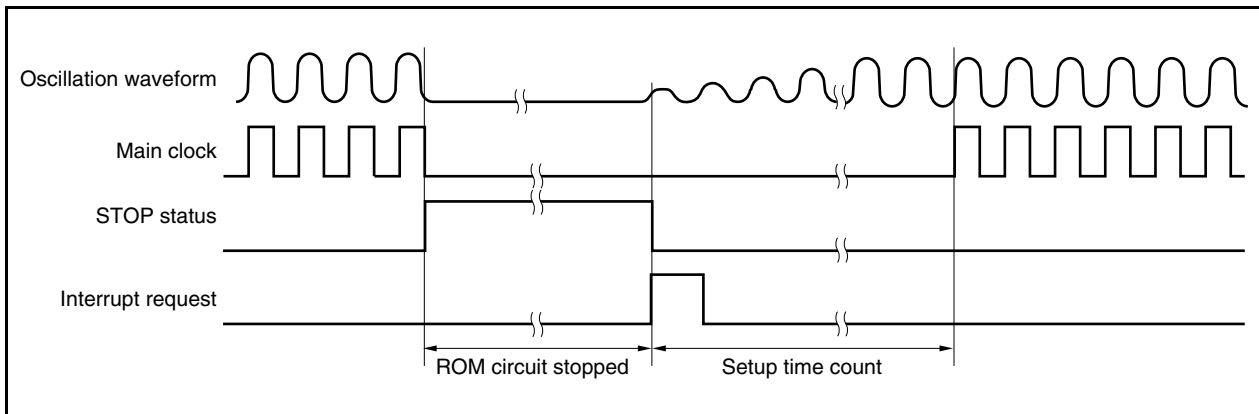 Oscillation waveform
Main clock
STOP status
Interrupt request
ROM circuit stopped
Setup time count